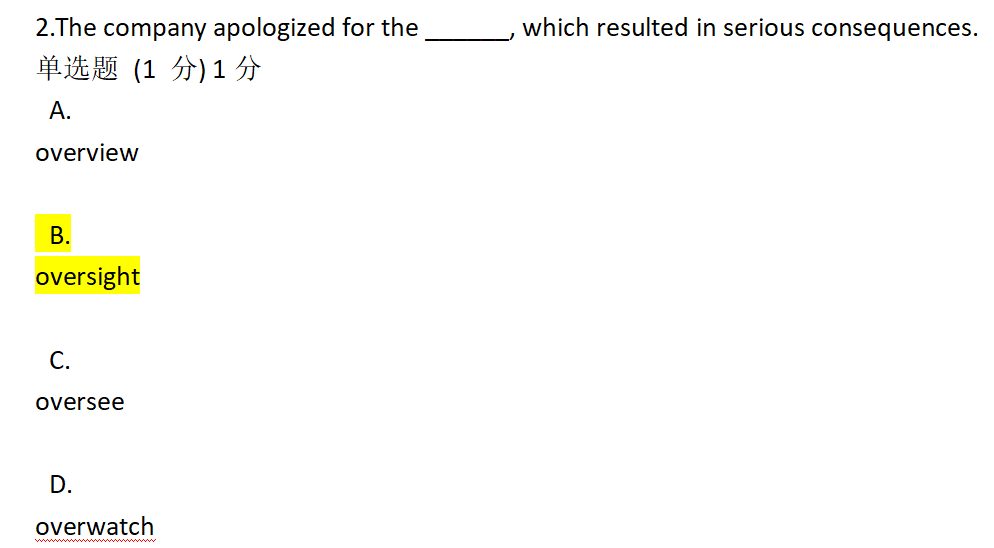 2.The company apologized for the ______, which resulted in serious consequences.
单选题 (1 分) 1 分
A.
overview
B.
oversight
C.
oversee
D.
overwatch